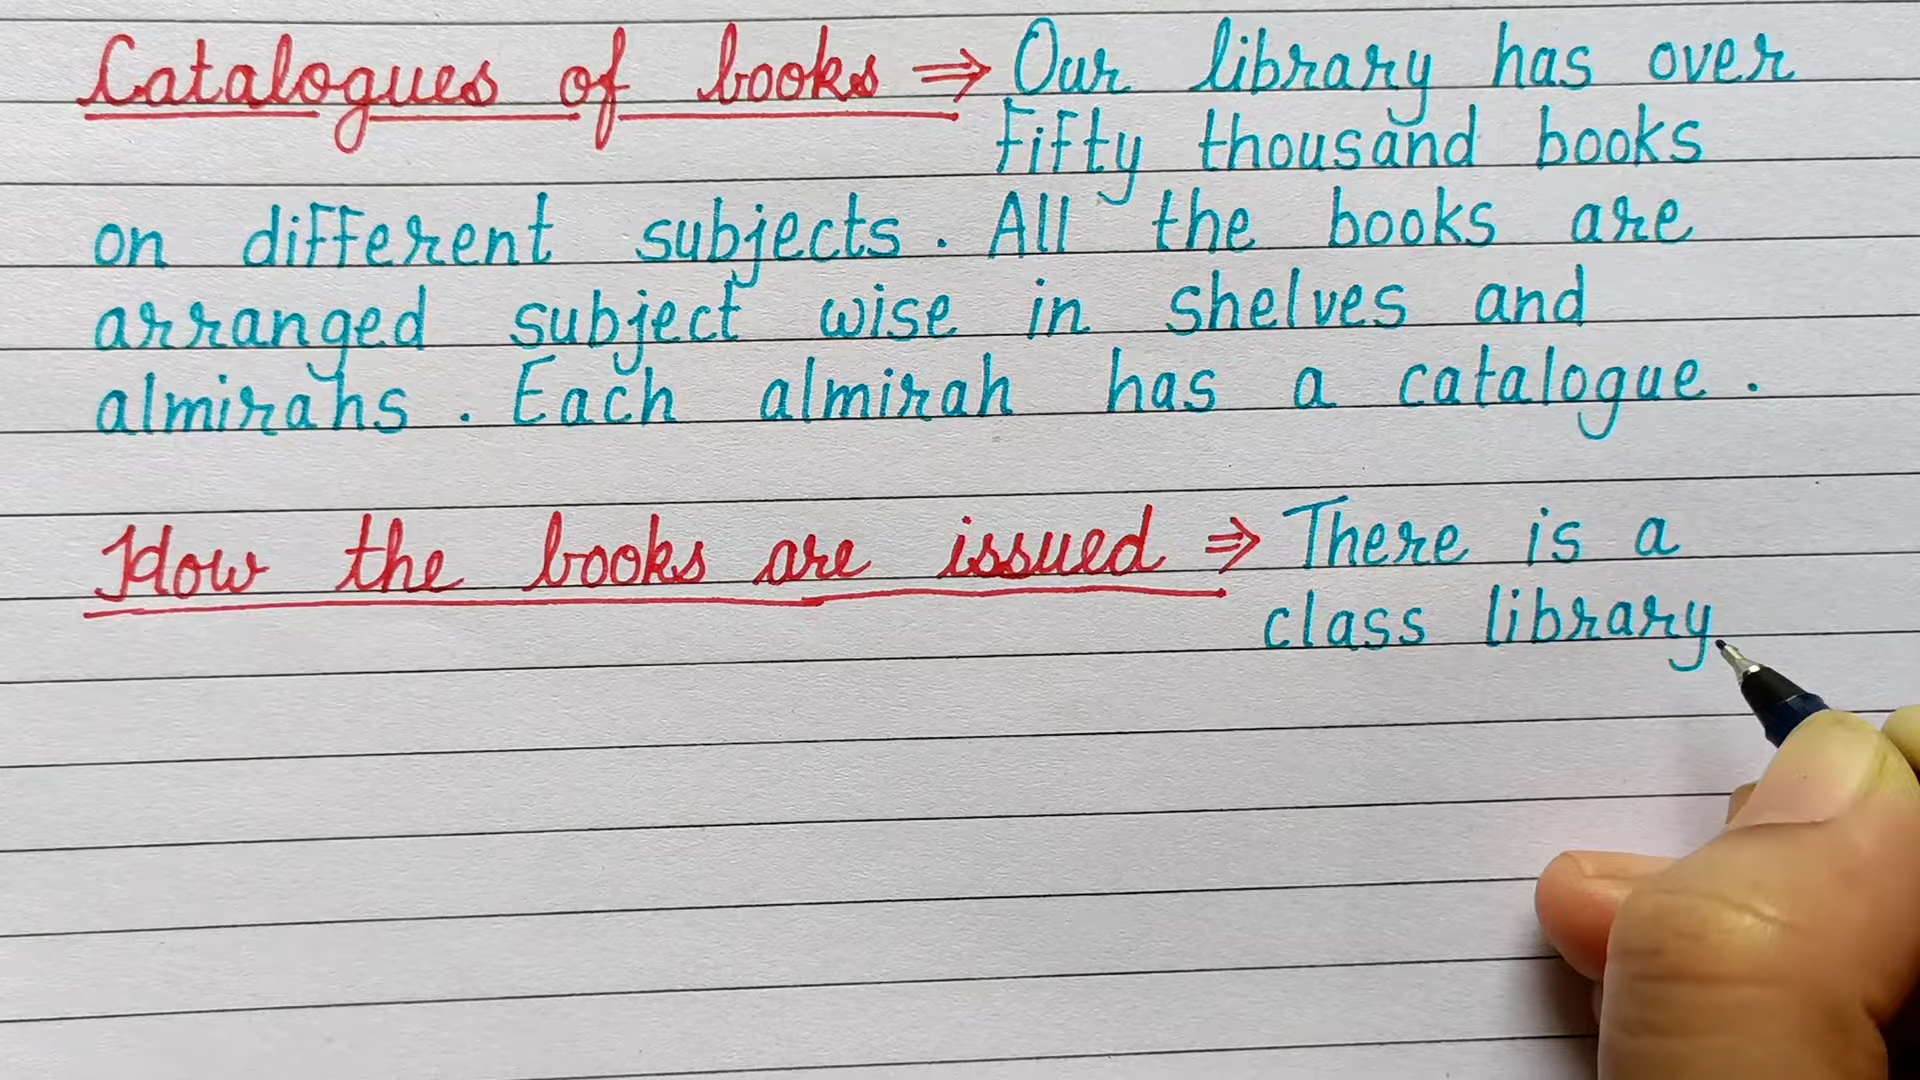 Catalogues of books ⇒ Our library has over
Fifty thousand books
on different subjects. All the books are
arranged subject wise in shelves and
almirahs. Each almirah has a catalogue.
How the books are issued ⇒ There is a
class library